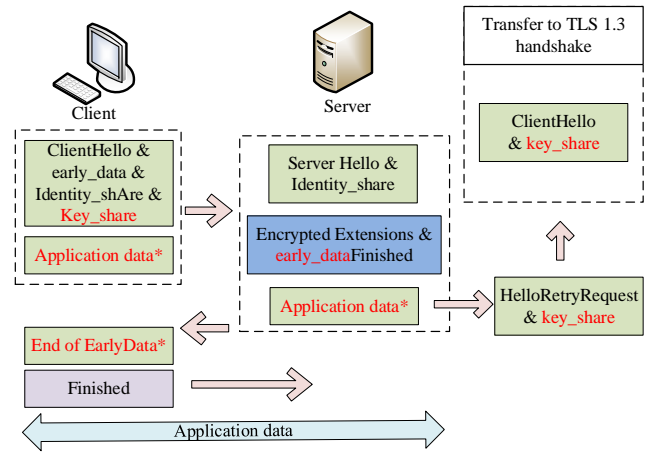 Transfer to TLS 1.3
handshake
Client
Server
ClientHello &
early_data &
Identity_shAre &
Key_share
Application data*
Server Hello &
Identity_share
Encrypted Extensions &
early_dataFinished
Application data*
ClientHello
& key_share
HelloRetryRequest
& key_share
End of EarlyData*
Finished
Application data